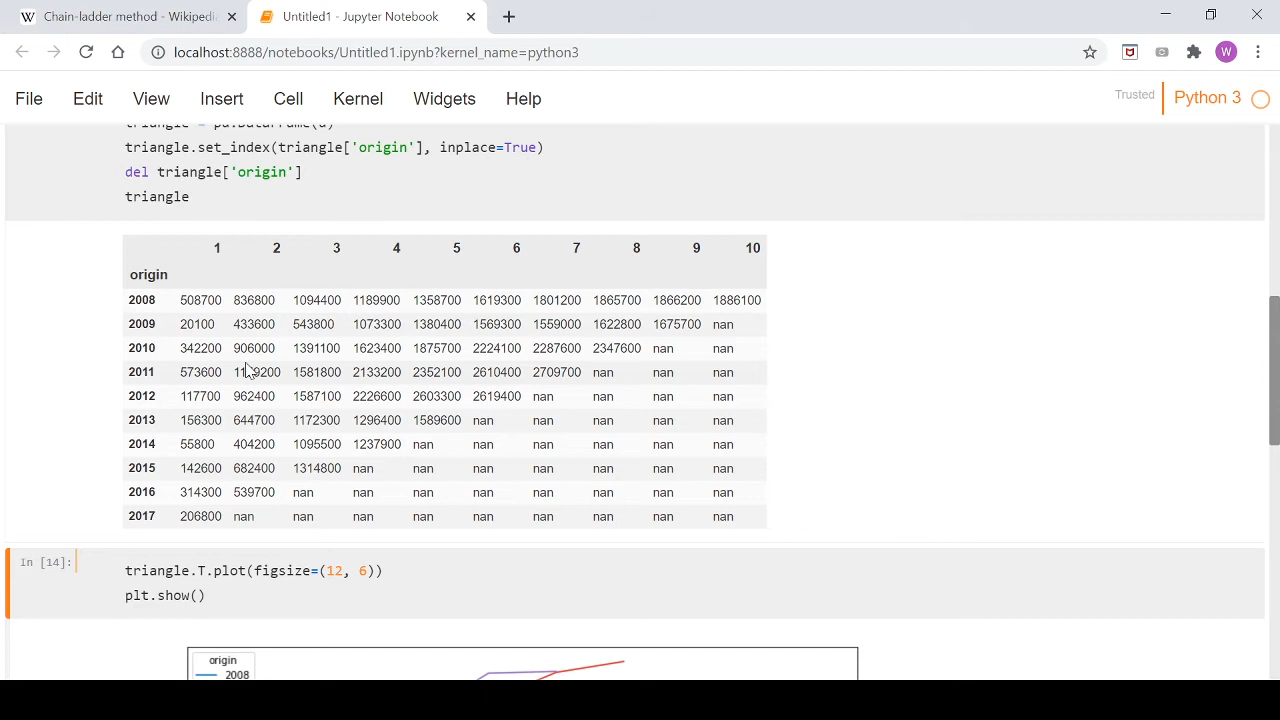 Chain-ladder method - Wikiped
Untitled1 - Jupyter Notebook
localhost:8888/notebooks/Untitled1.ipynb?kernel_name=python3
W
File Edit View Insert Cell Kernel Widgets Help
Trusted
Python 3
triangle.set_index(triangle['origin'], inplace=True)
del triangle['origin']
triangle
1 2 3 4 5 6 7 8 9 10
origin
2008 508700 836800 1094400 1189900 1358700 1619300 1801200 1865700 1866200 1886100
2009 20100 433600 543800 1073300 1380400 1569300 1559000 1622800 1675700 nan
2010 342200 906000 1391100 1623400 1875700 2224100 2287600 2347600 nan nan
2011 573600 1581800 2133200 2352100 2610400 2709700 nan nan nan
2012 117700 962400 1587100 2226600 2603300 2619400 nan nan nan nan
2013 156300 644700 1172300 1296400 1589600 nan nan nan nan nan
2014 55800 404200 1095500 1237900 nan nan nan nan nan nan
2015 142600 682400 1314800 nan nan nan nan nan nan nan
2016 314300 539700 nan nan nan nan nan nan nan nan
2017 206800 nan nan nan nan nan nan nan nan nan
In [14]:
triangle.T.plot(figsize=(12, 6))
plt.show()
origin
2008